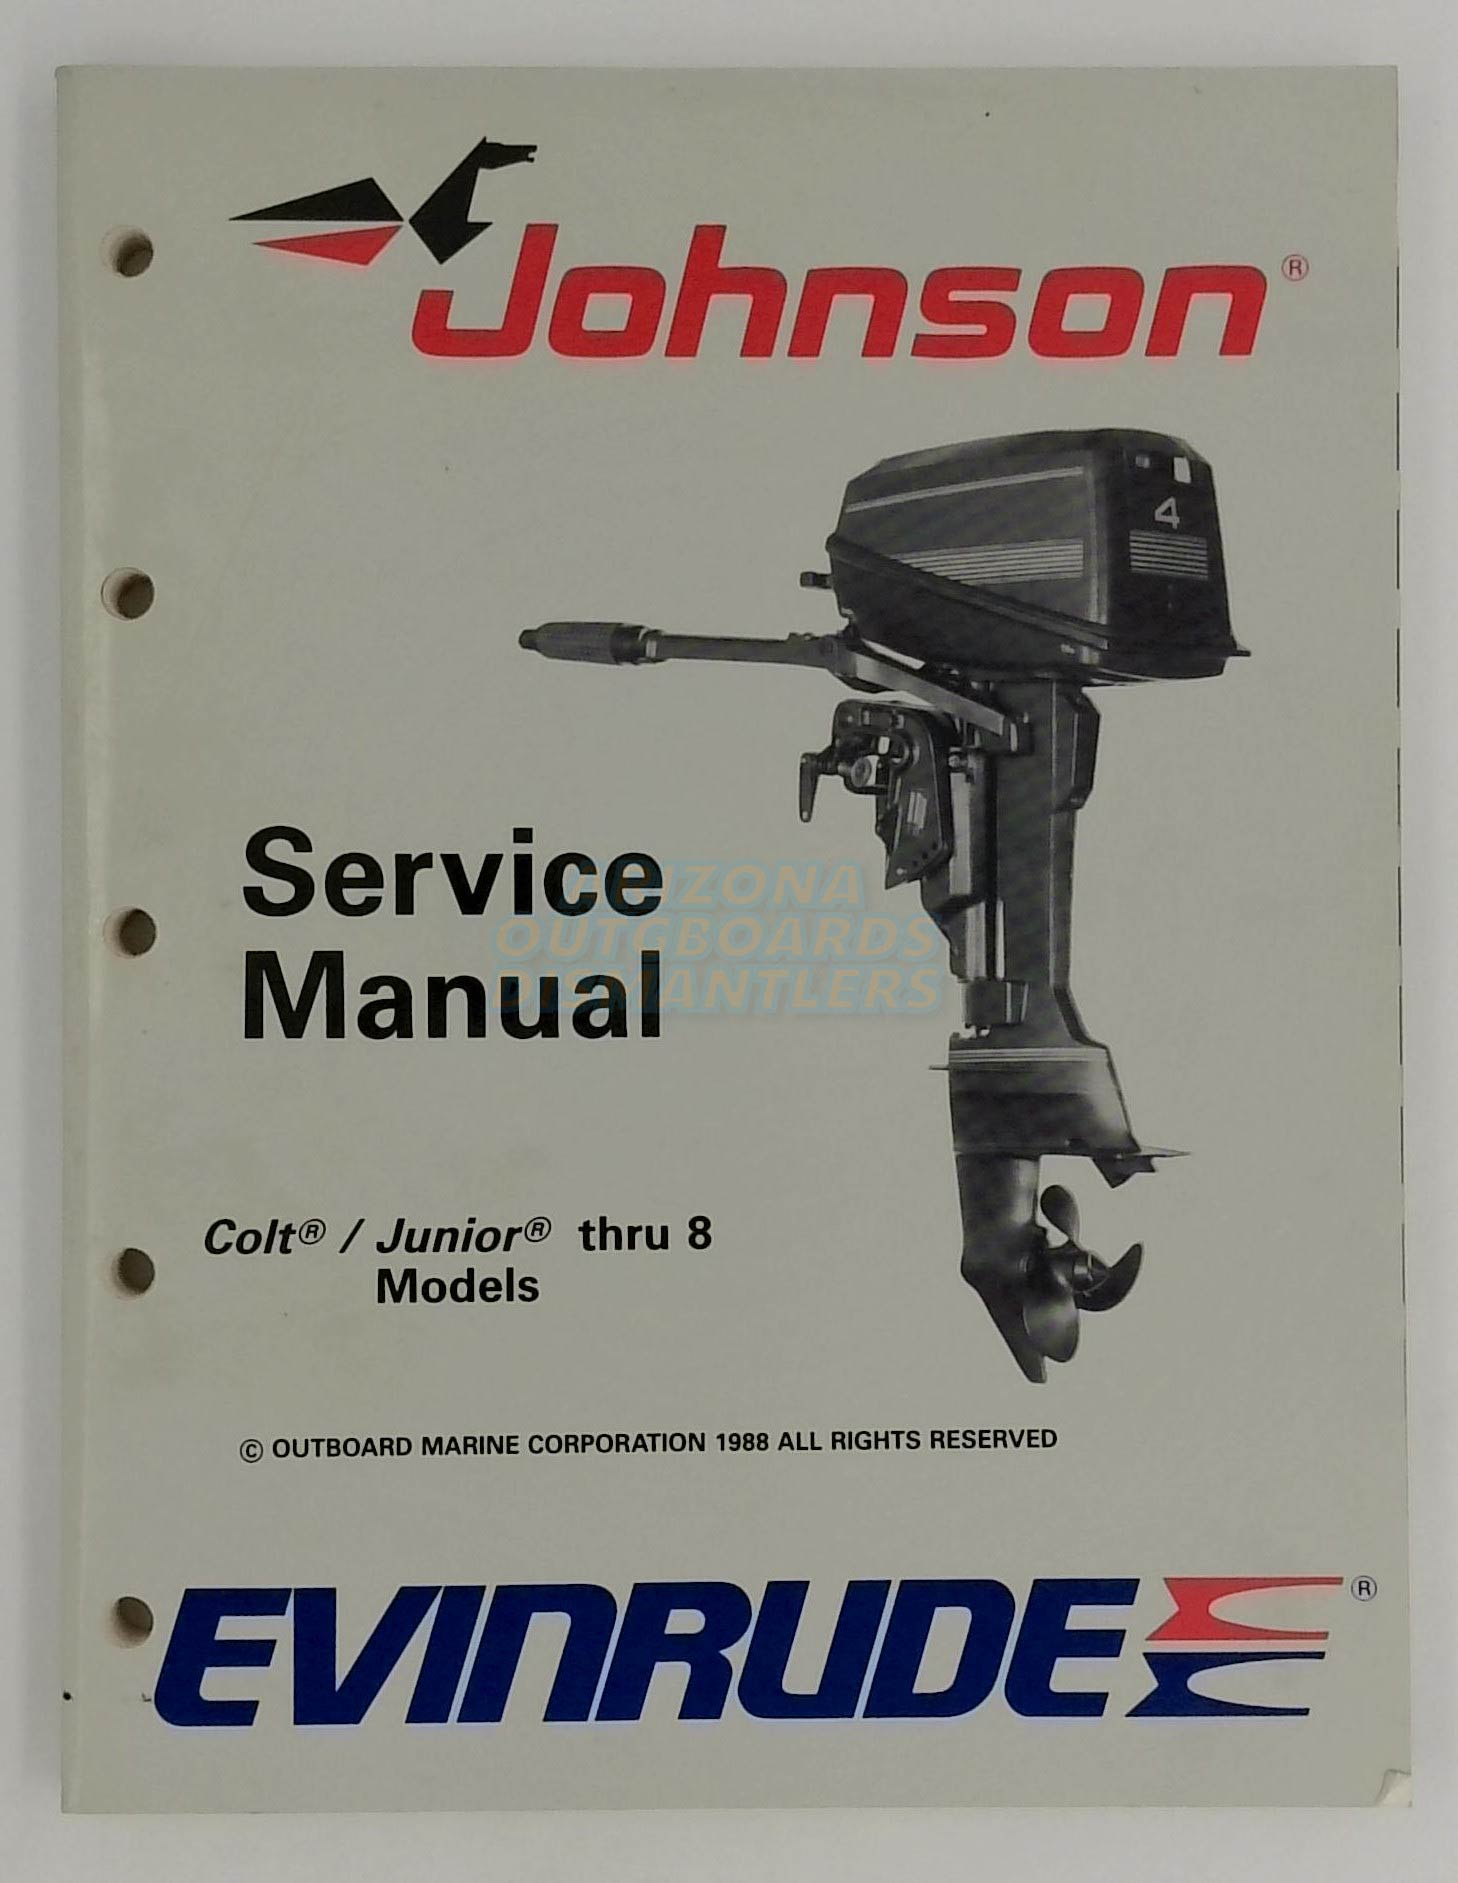 Johnson®
4
Service
Manual
ARIZONA
OUTCBOARDS
DISMANTLERS
Colt® / Junior® thru 8
Models
© OUTBOARD MARINE CORPORATION 1988 ALL RIGHTS RESERVED
EVINRUDE®